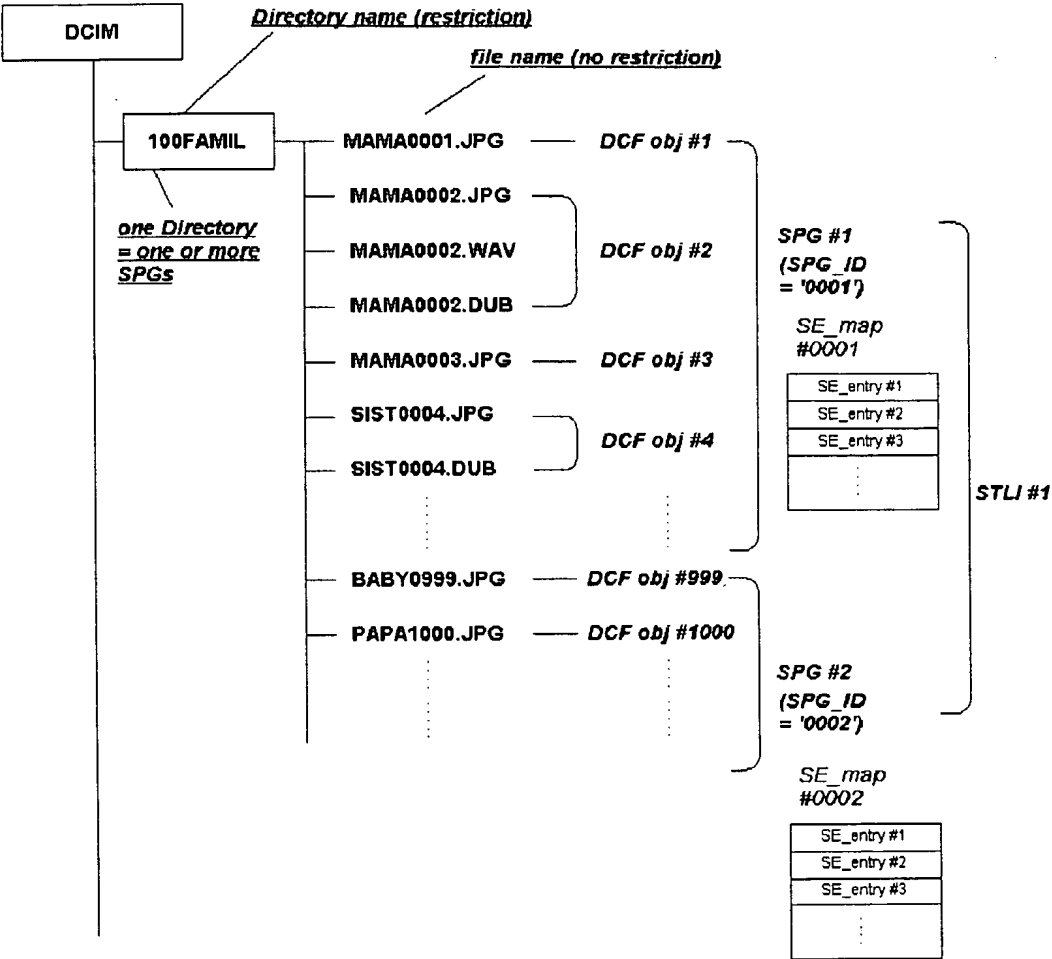 DCIM
Directory name (restriction)
file name (no restriction)
100FAMIL
one Directory
= one or more
SPGs
MAMA0001.JPG
DCF obj #1
MAMA0002.JPG
MAMA0002.WAV
DCF obj #2
MAMA0002.DUB
MAMA0003.JPG
DCF obj #3
SIST0004.JPG
DCF obj #4
SIST0004.DUB
BABY0999.JPG
DCF obj #999
PAPA1000.JPG
DCF obj #1000
SPG #1
(SPG_ID
= '0001')
SE_map
#0001
SE_entry #1
SE_entry #2
SE_entry #3
STLI #1
SPG #2
(SPG_ID
= '0002')
SE_map
#0002
SE_entry #1
SE_entry #2
SE_entry #3